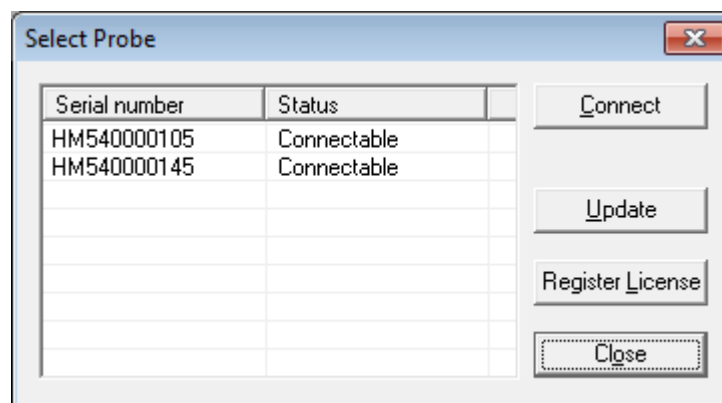 Select Probe
Serial number Status
Connect
HM540000105 Connectable
HM540000145 Connectable
Update
Register License
Close